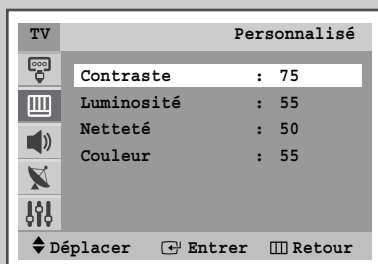 TV Personnalisé
Contraste : 75
Luminosité : 55
Netteté : 50
Couleur : 55
Déplacer Entrer Retour